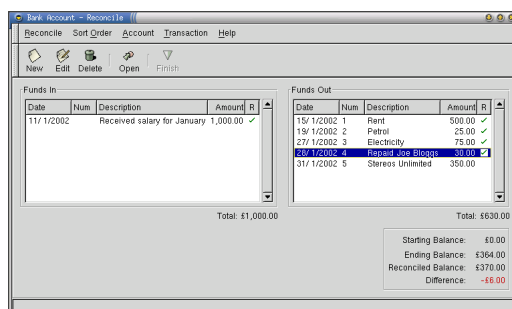 Bank Account - Reconcile
Reconcile Sort Order Account Transaction Help
New Edit Delete Open Finish
Funds In
Date Num Description Amount R
11/ 1/2002 Received salary for January 1,000.00 ✓
Total: £1,000.00
Funds Out
Date Num Description Amount R
15/ 1/2002 1 Rent 500.00 ✓
19/ 1/2002 2 Petrol 25.00 ✓
27/ 1/2002 3 Electricity 75.00 ✓
28/ 1/2002 4 Repaid Joe Bloggs 30.00 ✓
31/ 1/2002 5 Stereos Unlimited 350.00
Total: £630.00
Starting Balance: £0.00
Ending Balance: £364.00
Reconciled Balance: £370.00
Difference: -£6.00